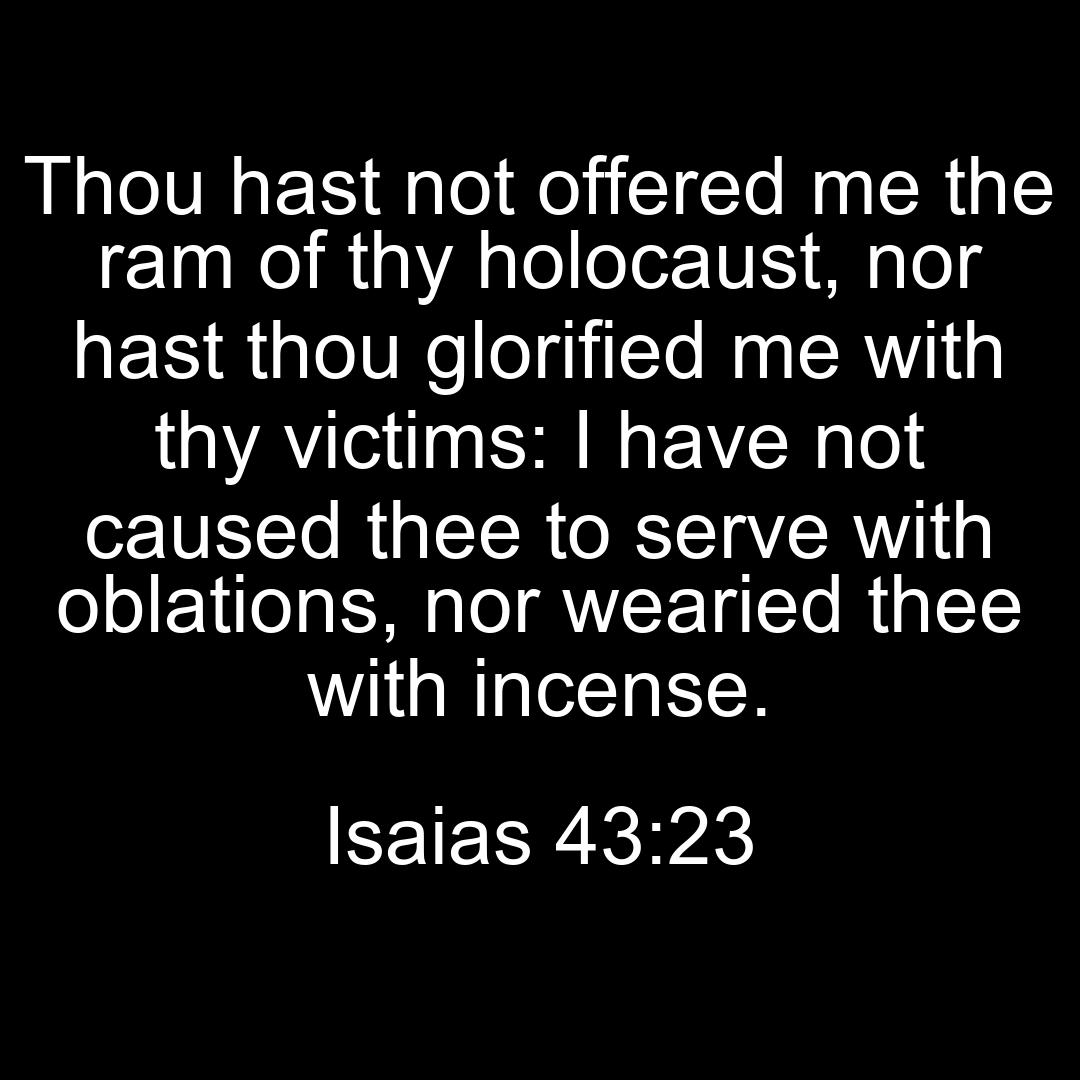 Thou hast not offered me the
ram of thy holocaust, nor
hast thou glorified me with
thy victims: I have not
caused thee to serve with
oblations, nor wearied thee
with incense.
Isaias 43:23